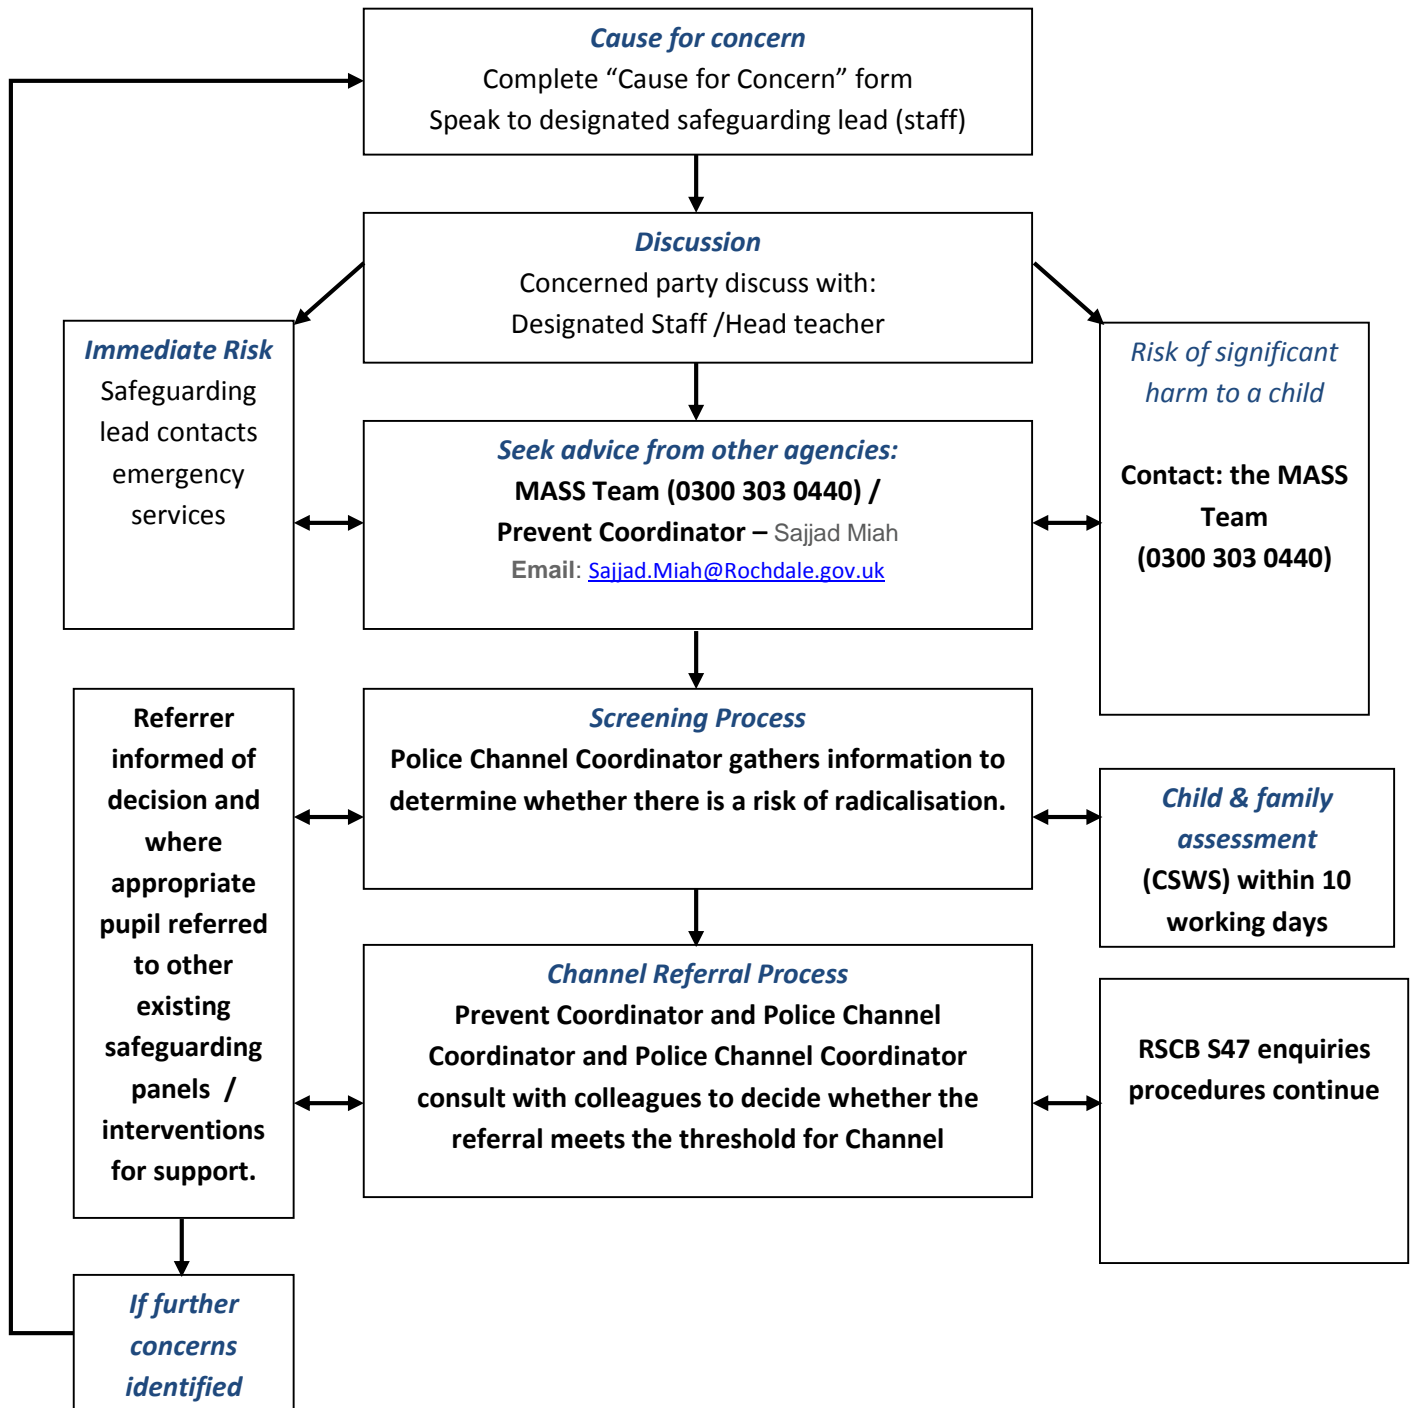 Cause for concern
Complete “Cause for Concern” form
Speak to designated safeguarding lead (staff)
Discussion
Concerned party discuss with:
Designated Staff /Head teacher
Immediate Risk
Safeguarding
lead contacts
emergency
services
Seek advice from other agencies:
MASS Team (0300 303 0440) /
Prevent Coordinator – Sajjad Miah
Email: Sajjad.Miah@Rochdale.gov.uk
Risk of significant
harm to a child
Contact: the MASS
Team
(0300 303 0440)
Referrer
informed of
decision and
where
appropriate
pupil referred
to other
existing
safeguarding
panels /
interventions
for support.
Screening Process
Police Channel Coordinator gathers information to
determine whether there is a risk of radicalisation.
Child & family
assessment
(CSWS) within 10
working days
Channel Referral Process
Prevent Coordinator and Police Channel
Coordinator and Police Channel Coordinator
consult with colleagues to decide whether the
referral meets the threshold for Channel
RSCB S47 enquiries
procedures continue
If further
concerns
identified